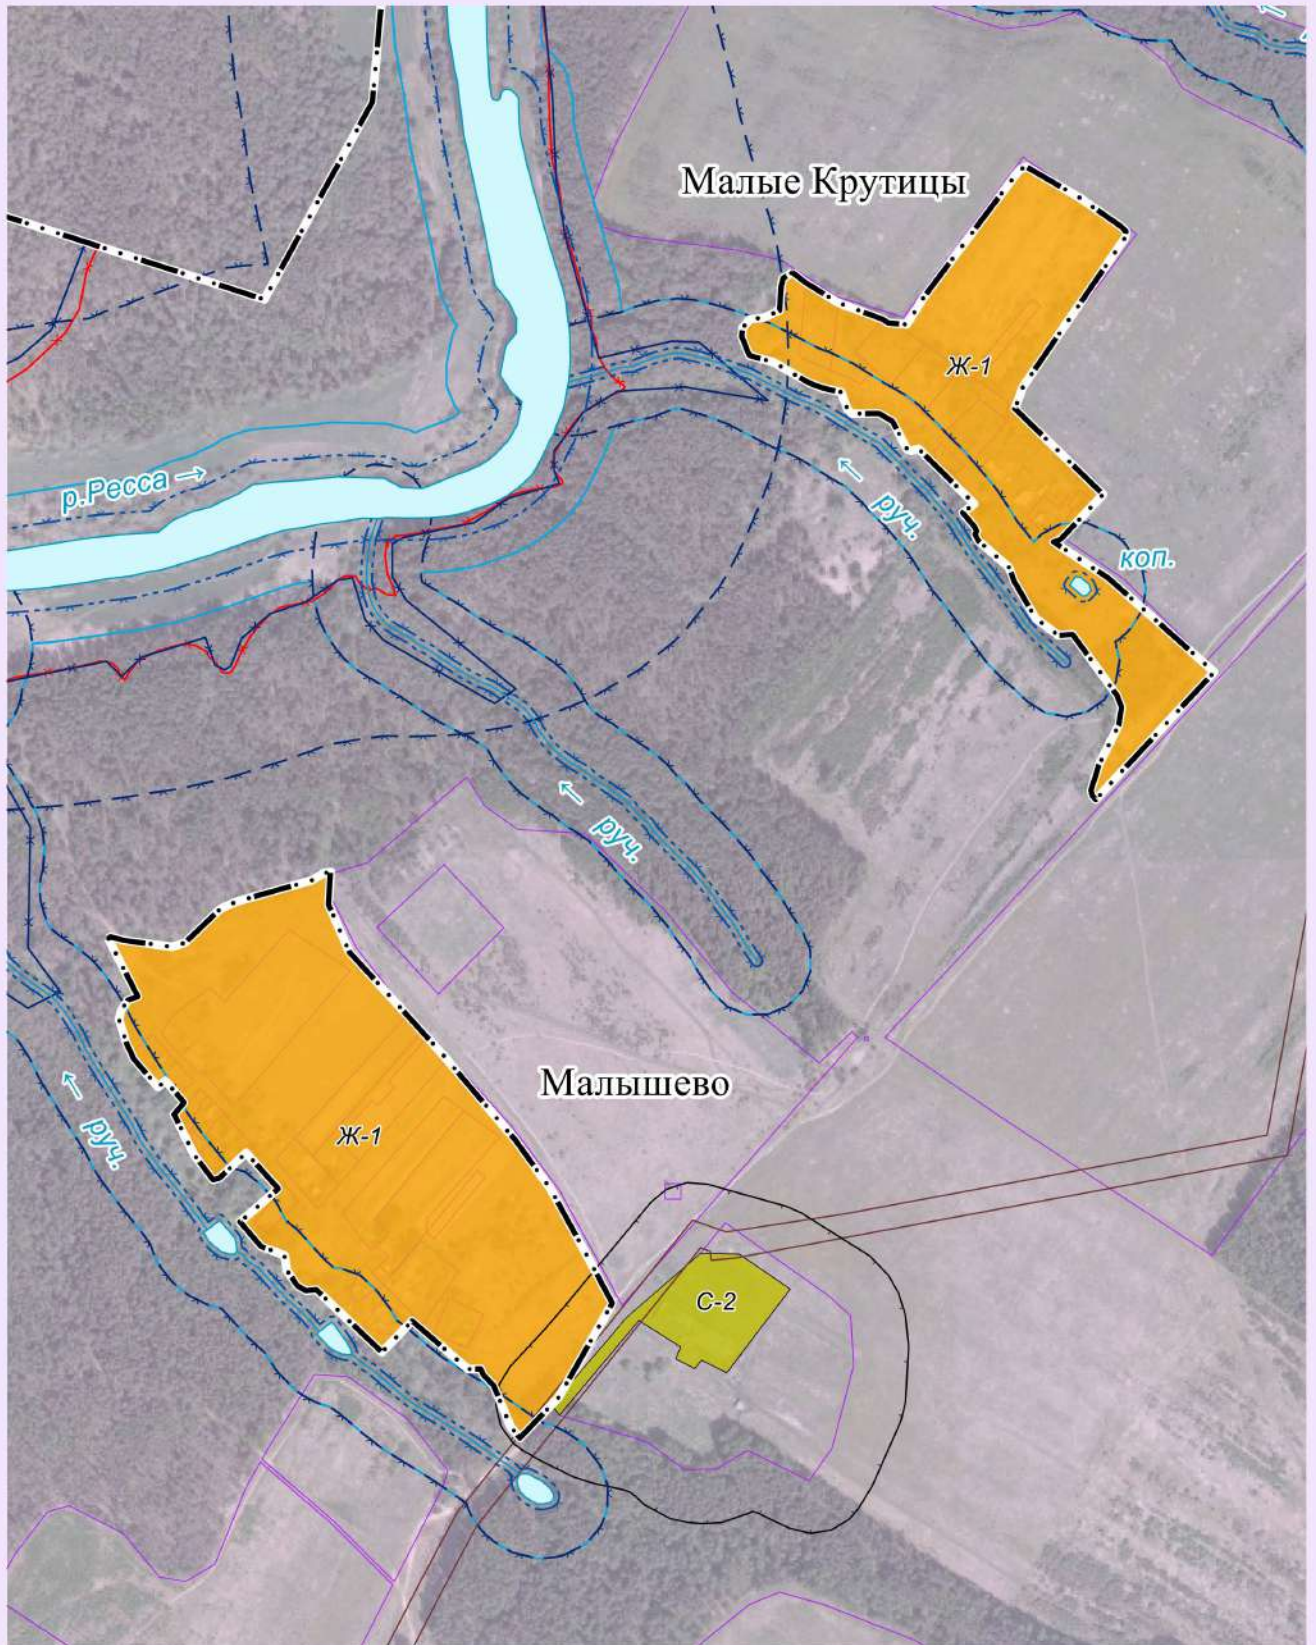 Малые Крутицы
Ж-1
р.Ресса →
← руч.
коп.
← руч.
Малышево
Ж-1
← руч.
С-2